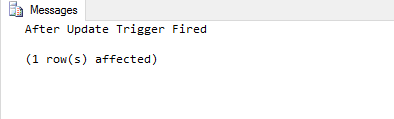 Messages
After Update Trigger Fired
(1 row(s) affected)